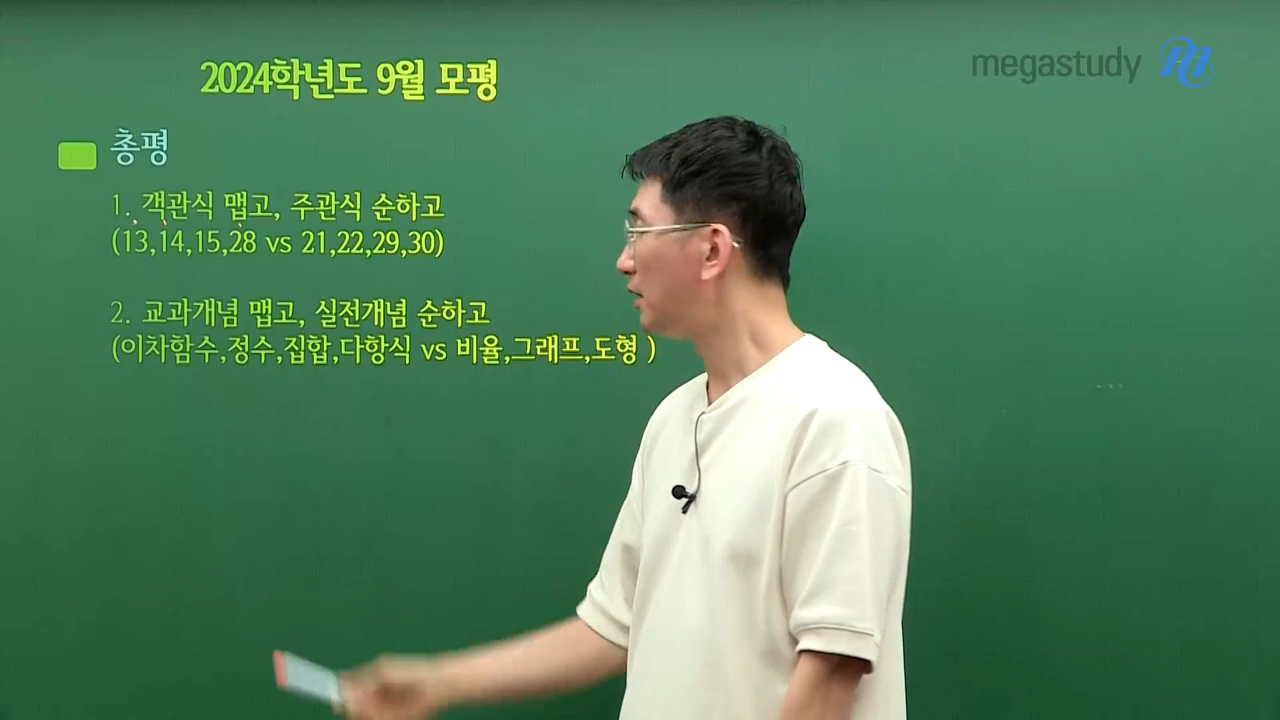 2024학년도 9월 모평
megastudy
총평
1. 객관식 맵고, 주관식 순하고
(13,14,15,28 vs 21,22,29,30)
2. 교과개념 맵고, 실전개념 순하고
(이차함수,정수,집합,다항식 vs 비율,그래프,도형 )